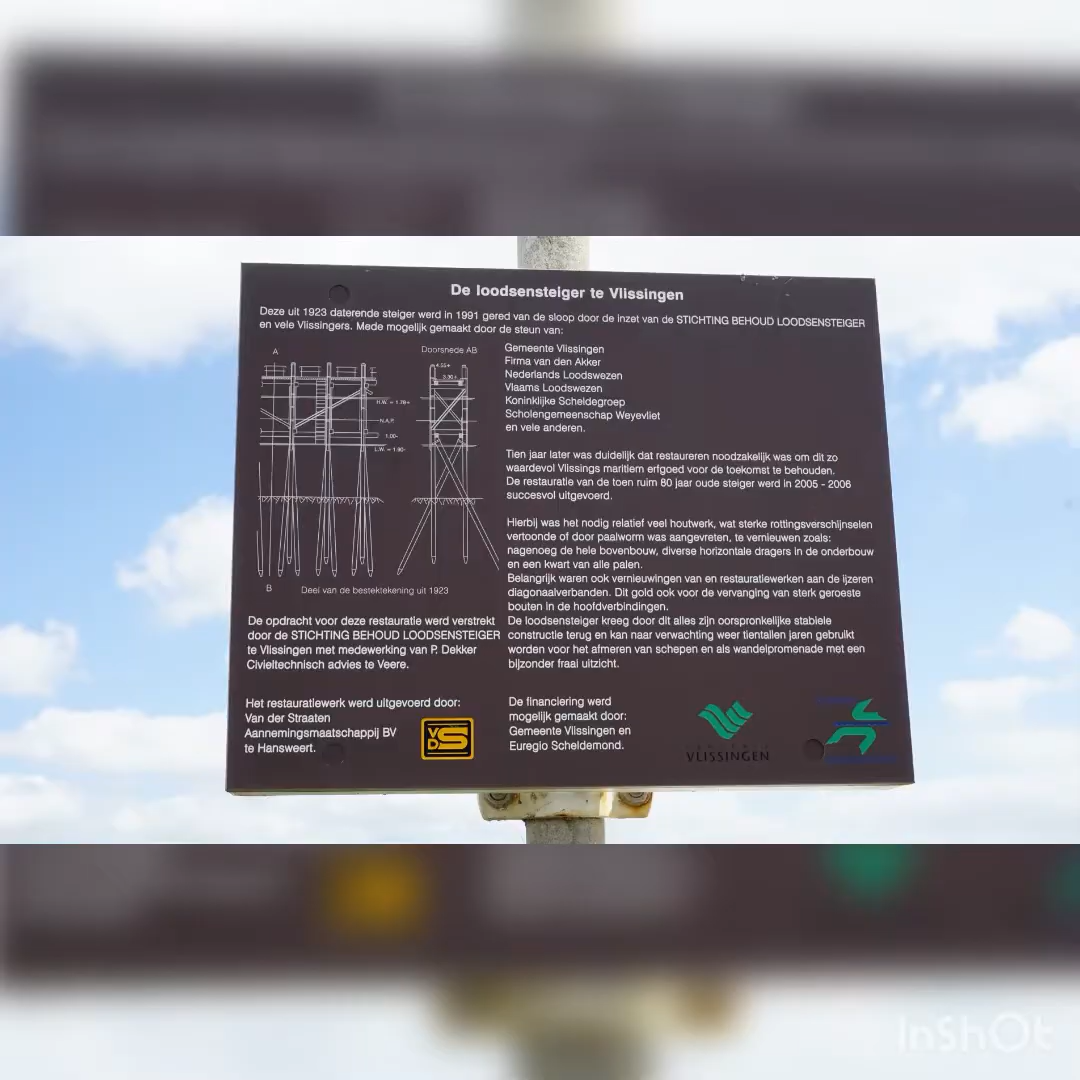 De loodsensteiger te Vlissingen
Deze uit 1923 daterende steiger werd in 1991 gered van de sloop door de inzet van de STICHTING BEHOUD LOODSENSTEIGER
en vele Vlissingers. Mede mogelijk gemaakt door de steun van:
A
Doorsnede AB
4.55+
3.30+
H.W. = 1.78+
N.A.P.
1.00-
L.W. = 1.90-
B
Deel van de bestektekening uit 1923
Gemeente Vlissingen
Firma van den Akker
Nederlands Loodswezen
Vlaams Loodswezen
Koninklijke Scheldegroep
Scholengemeenschap Weyevliet
en vele anderen.
Tien jaar later was duidelijk dat restaureren noodzakelijk was om dit zo
waardevol Vlissings maritiem erfgoed voor de toekomst te behouden.
De restauratie van de toen ruim 80 jaar oude steiger werd in 2005 - 2006
succesvol uitgevoerd.
Hierbij was het nodig relatief veel houtwerk, wat sterke rottingsverschijnselen
vertoonde of door paalworm was aangevreten, te vernieuwen zoals:
nagenoeg de hele bovenbouw, diverse horizontale dragers in de onderbouw
en een kwart van alle palen.
Belangrijk waren ook vernieuwingen van en restauratiewerken aan de ijzeren
diagonaalverbanden. Dit gold ook voor de vervanging van sterk geroeste
bouten in de hoofdverbindingen.
De loodsensteiger kreeg door dit alles zijn oorspronkelijke stabiele
constructie terug en kan naar verwachting weer tientallen jaren gebruikt
worden voor het afmeren van schepen en als wandelpromenade met een
bijzonder fraai uitzicht.
De opdracht voor deze restauratie werd verstrekt
door de STICHTING BEHOUD LOODSENSTEIGER
te Vlissingen met medewerking van P. Dekker
Civieltechnisch advies te Veere.
Het restauratiewerk werd uitgevoerd door:
Van der Straaten
Aannemingsmaatschappij BV
te Hansweert.
VDS
De financiering werd
mogelijk gemaakt door:
Gemeente Vlissingen en
Euregio Scheldemond.
VLISSINGEN
InShOt